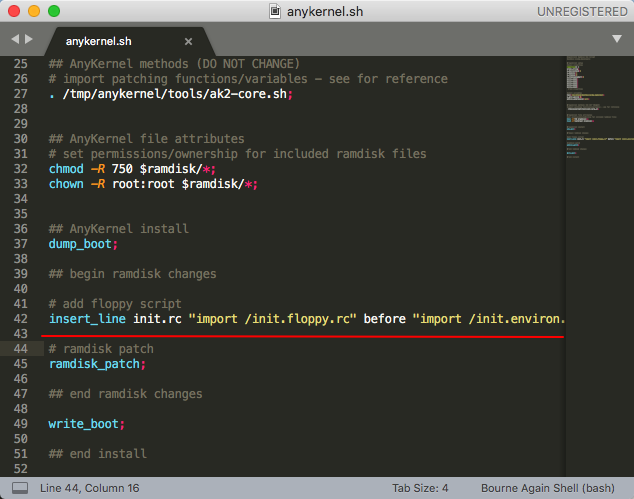 anykernel.sh
UNREGISTERED
anykernel.sh
25 ## AnyKernel methods (DO NOT CHANGE)
26 # import patching functions/variables - see for reference
27 . /tmp/anykernel/tools/ak2-core.sh;
28
29
30 ## AnyKernel file attributes
31 # set permissions/ownership for included ramdisk files
32 chmod -R 750 $ramdisk/*;
33 chown -R root:root $ramdisk/*;
34
35
36 ## AnyKernel install
37 dump_boot;
38
39 ## begin ramdisk changes
40
41 # add floppy script
42 insert_line init.rc "import /init.floppy.rc" before "import /init.environ.
43
44 # ramdisk patch
45 ramdisk_patch;
46
47 ## end ramdisk changes
48
49 write_boot;
50
51 ## end install
52
Line 44, Column 16
Tab Size: 4
Bourne Again Shell (bash)